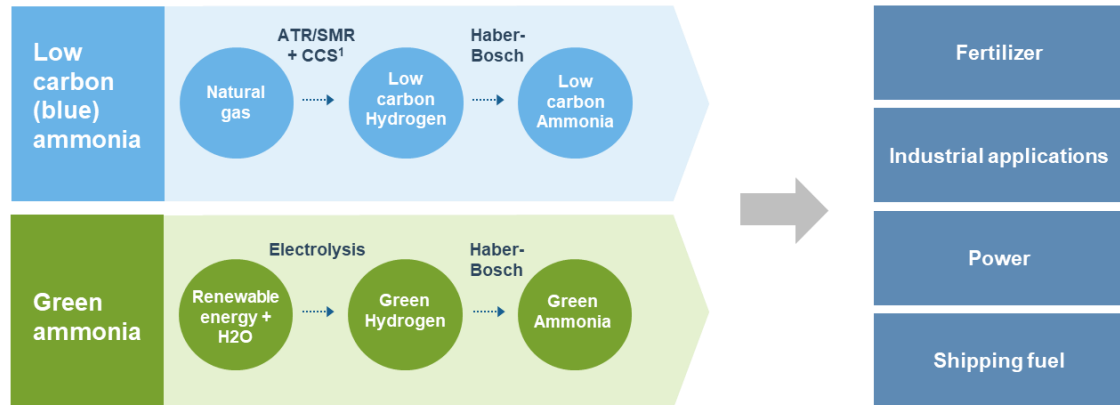 Low
carbon
(blue)
ammonia
ATR/SMR
+ CCS¹
Haber-
Bosch
Natural
gas
Low
carbon
Hydrogen
Low
carbon
Ammonia
Green
ammonia
Electrolysis
Haber-
Bosch
Renewable
energy +
H2O
Green
Hydrogen
Green
Ammonia
Fertilizer
Industrial applications
Power
Shipping fuel